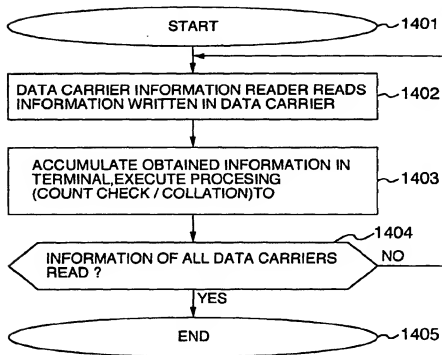 START
1401
DATA CARRIER INFORMATION READER READS
INFORMATION WRITTEN IN DATA CARRIER
1402
ACCUMULATE OBTAINED INFORMATION IN
TERMINAL,EXECUTE PROCESING
(COUNT CHECK / COLLATION)TO
1403
1404
INFORMATION OF ALL DATA CARRIERS
READ ?
NO
YES
END
1405